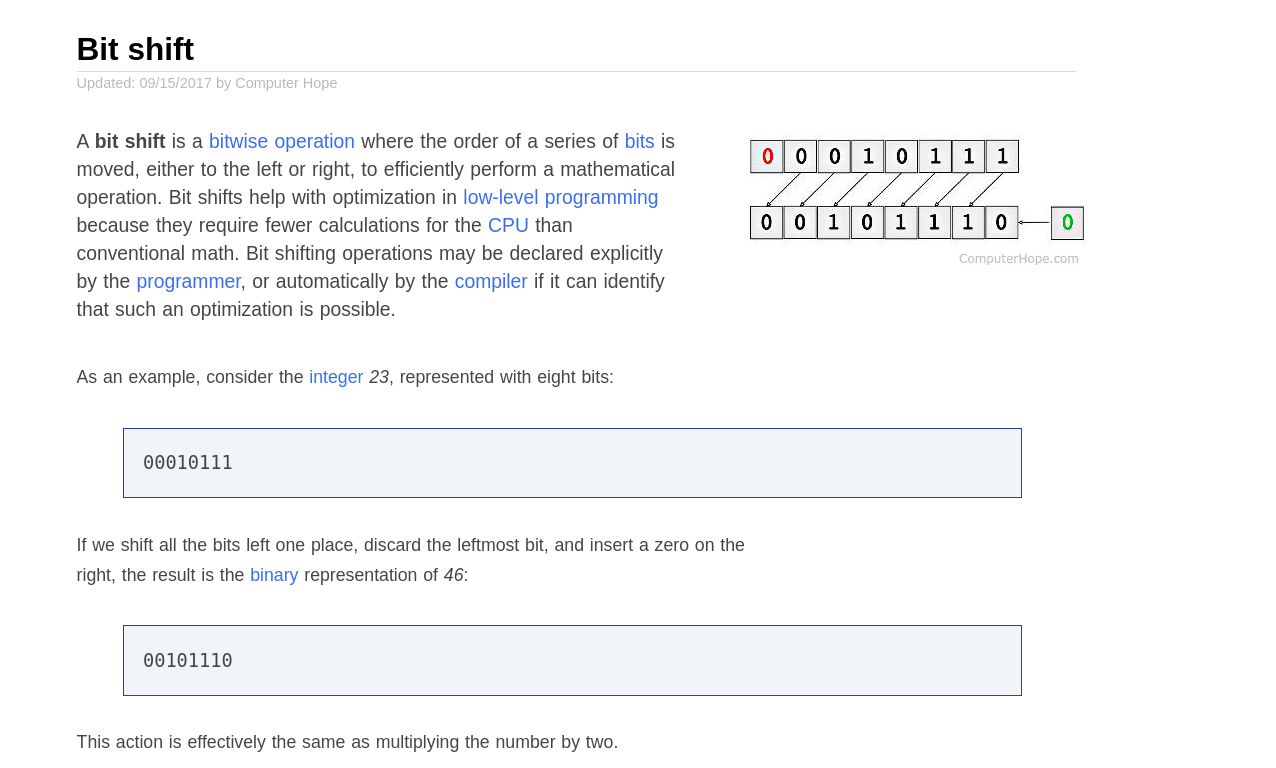 Bit shift
Updated: 09/15/2017 by Computer Hope
A bit shift is a bitwise operation where the order of a series of bits is
moved, either to the left or right, to efficiently perform a mathematical
operation. Bit shifts help with optimization in low-level programming
because they require fewer calculations for the CPU than
conventional math. Bit shifting operations may be declared explicitly
by the programmer, or automatically by the compiler if it can identify
that such an optimization is possible.
0 0 0 1 0 1 1 1
0 0 1 0 1 1 1 0 0
ComputerHope.com
As an example, consider the integer 23, represented with eight bits:
00010111
If we shift all the bits left one place, discard the leftmost bit, and insert a zero on the
right, the result is the binary representation of 46:
00101110
This action is effectively the same as multiplying the number by two.